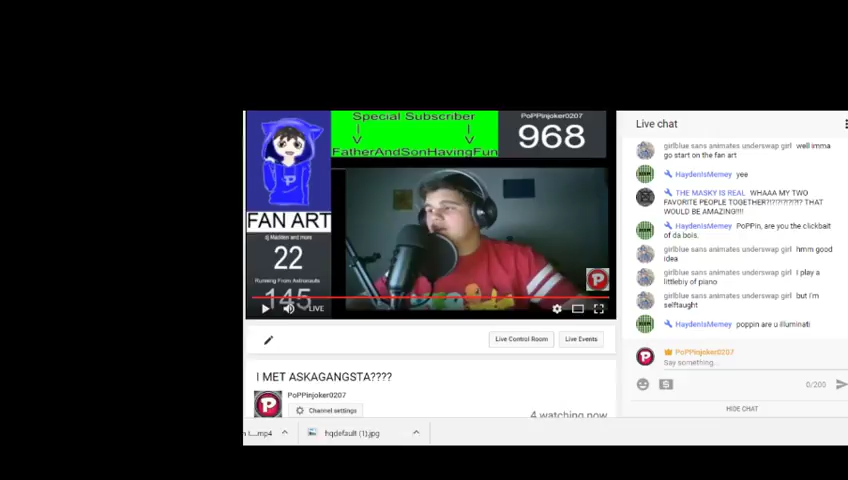 Special Subscriber
FatherAndSonHavingFun
PoPPinjoker0207
968
FAN ART
dj Madden and more
22
Running From Astronauts
145
LIVE
Live Control Room
Live Events
I MET ASKAGANGSTA????
PoPPinjoker0207
Channel settings
4 watching now
Live chat
girlblue sans animates underswap girl well imma
go start on the fan art
HaydenIsMemey yee
THE MASKY IS REAL WHAAA MY TWO
FAVORITE PEOPLE TOGETHER?!?!?!?!?!? THAT
WOULD BE AMAZING!!!!
HaydenIsMemey PoPPin, are you the clickbait
of da bois.
girlblue sans animates underswap girl hmm good
idea
girlblue sans animates underswap girl I play a
littlebiy of piano
girlblue sans animates underswap girl but i'm
selftaught
HaydenIsMemey poppin are u illuminati
PoPPinjoker0207
Say something...
0/200
HIDE CHAT
....mp4
hqdefault (1).jpg